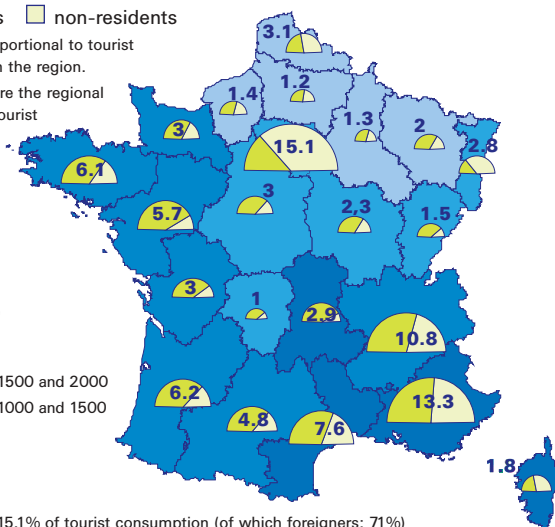 s non-residents
portional to tourist
n the region.
re the regional
ourist
3.1
1.4
1.2
1.3
2
2.8
3
15.1
6.1
3
5.7
2,3
1.5
3
1
2.9
10.8
6.2
4.8
7.6
13.3
1.8
1500 and 2000
1000 and 1500
15.1% of tourist consumption (of which foreigners: 71%)